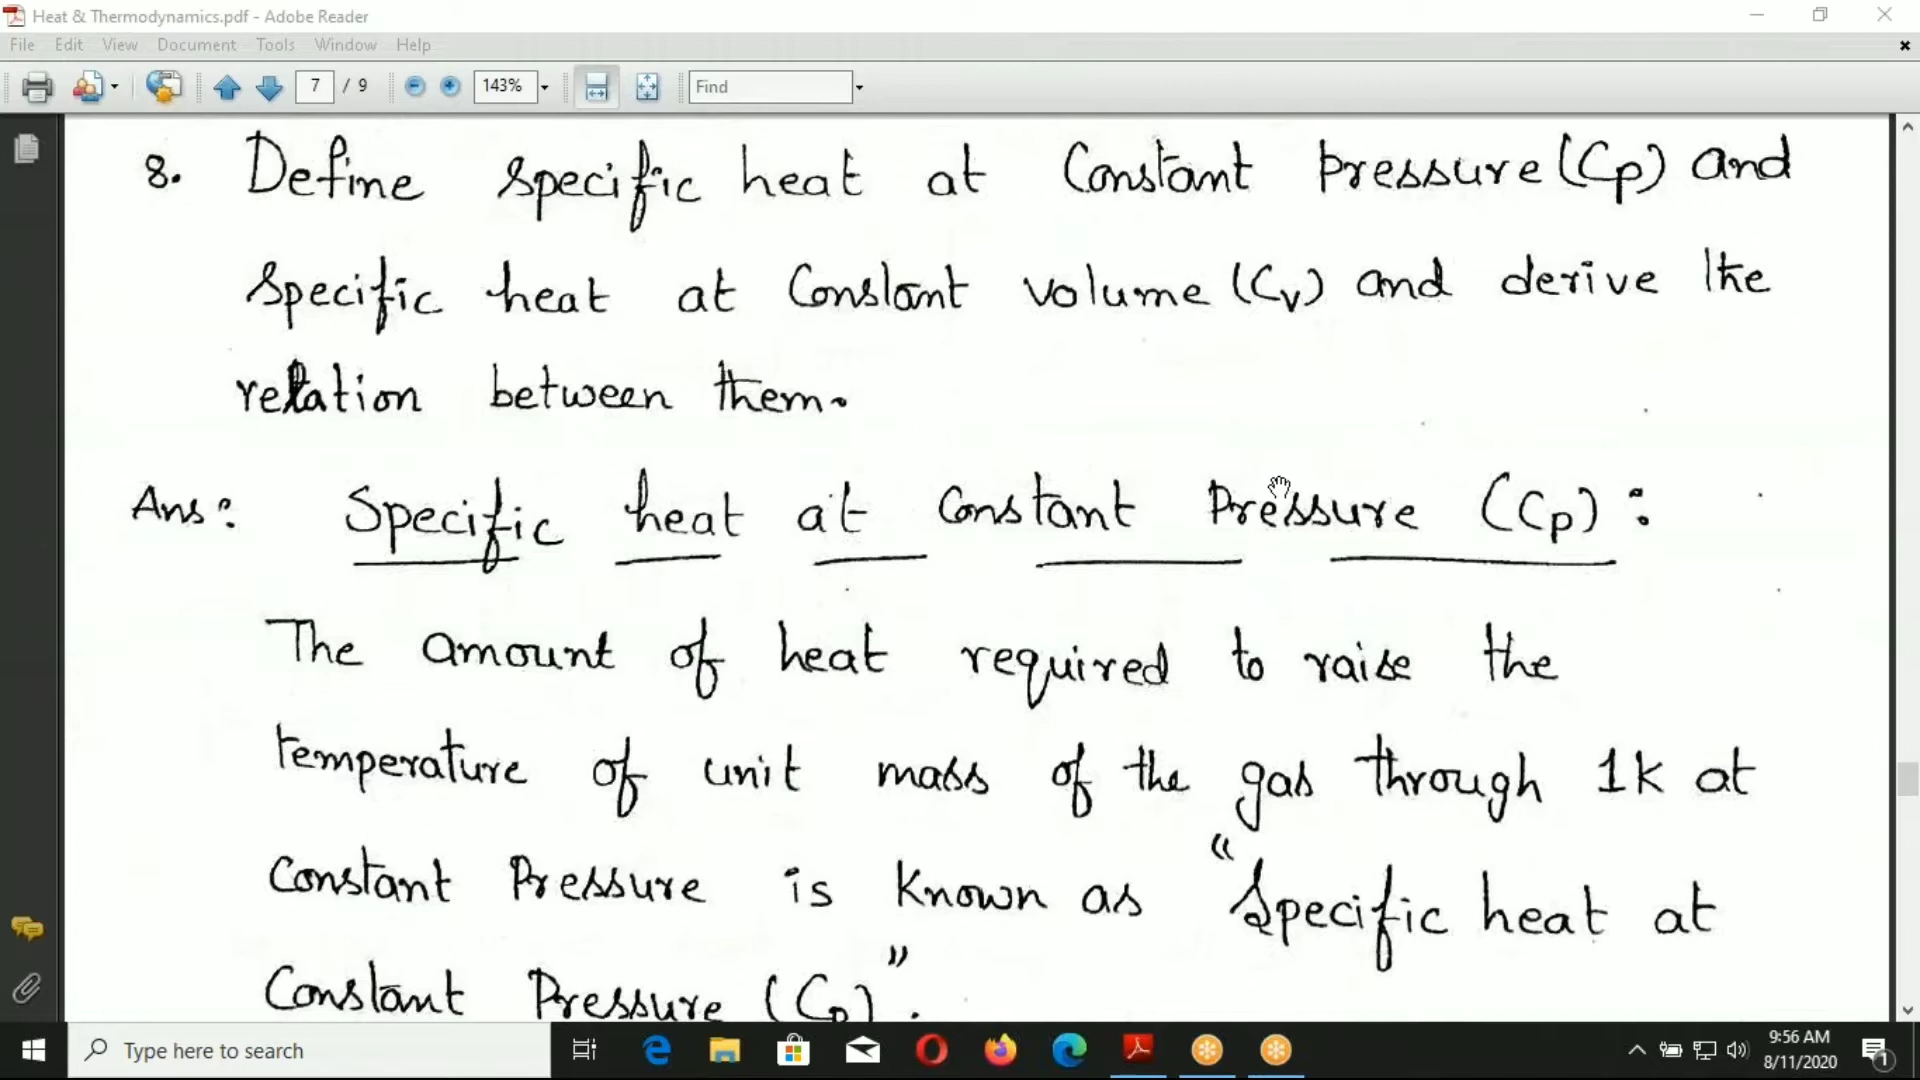 Heat & Thermodynamics.pdf - Adobe Reader
File Edit View Document Tools Window Help
7 / 9 143% Find
8. Define specific heat at Constant pressure (Cp) and
Specific heat at Constant volume (Cv) and derive the
relation between them.
Ans: Specific heat at Constant Pressure (Cp):
The amount of heat required to raise the
temperature of unit mass of the gas through 1k at
Constant Pressure is known as "Specific heat at
Constant Pressure (Cp)".
Type here to search
9:56 AM
8/11/2020
1